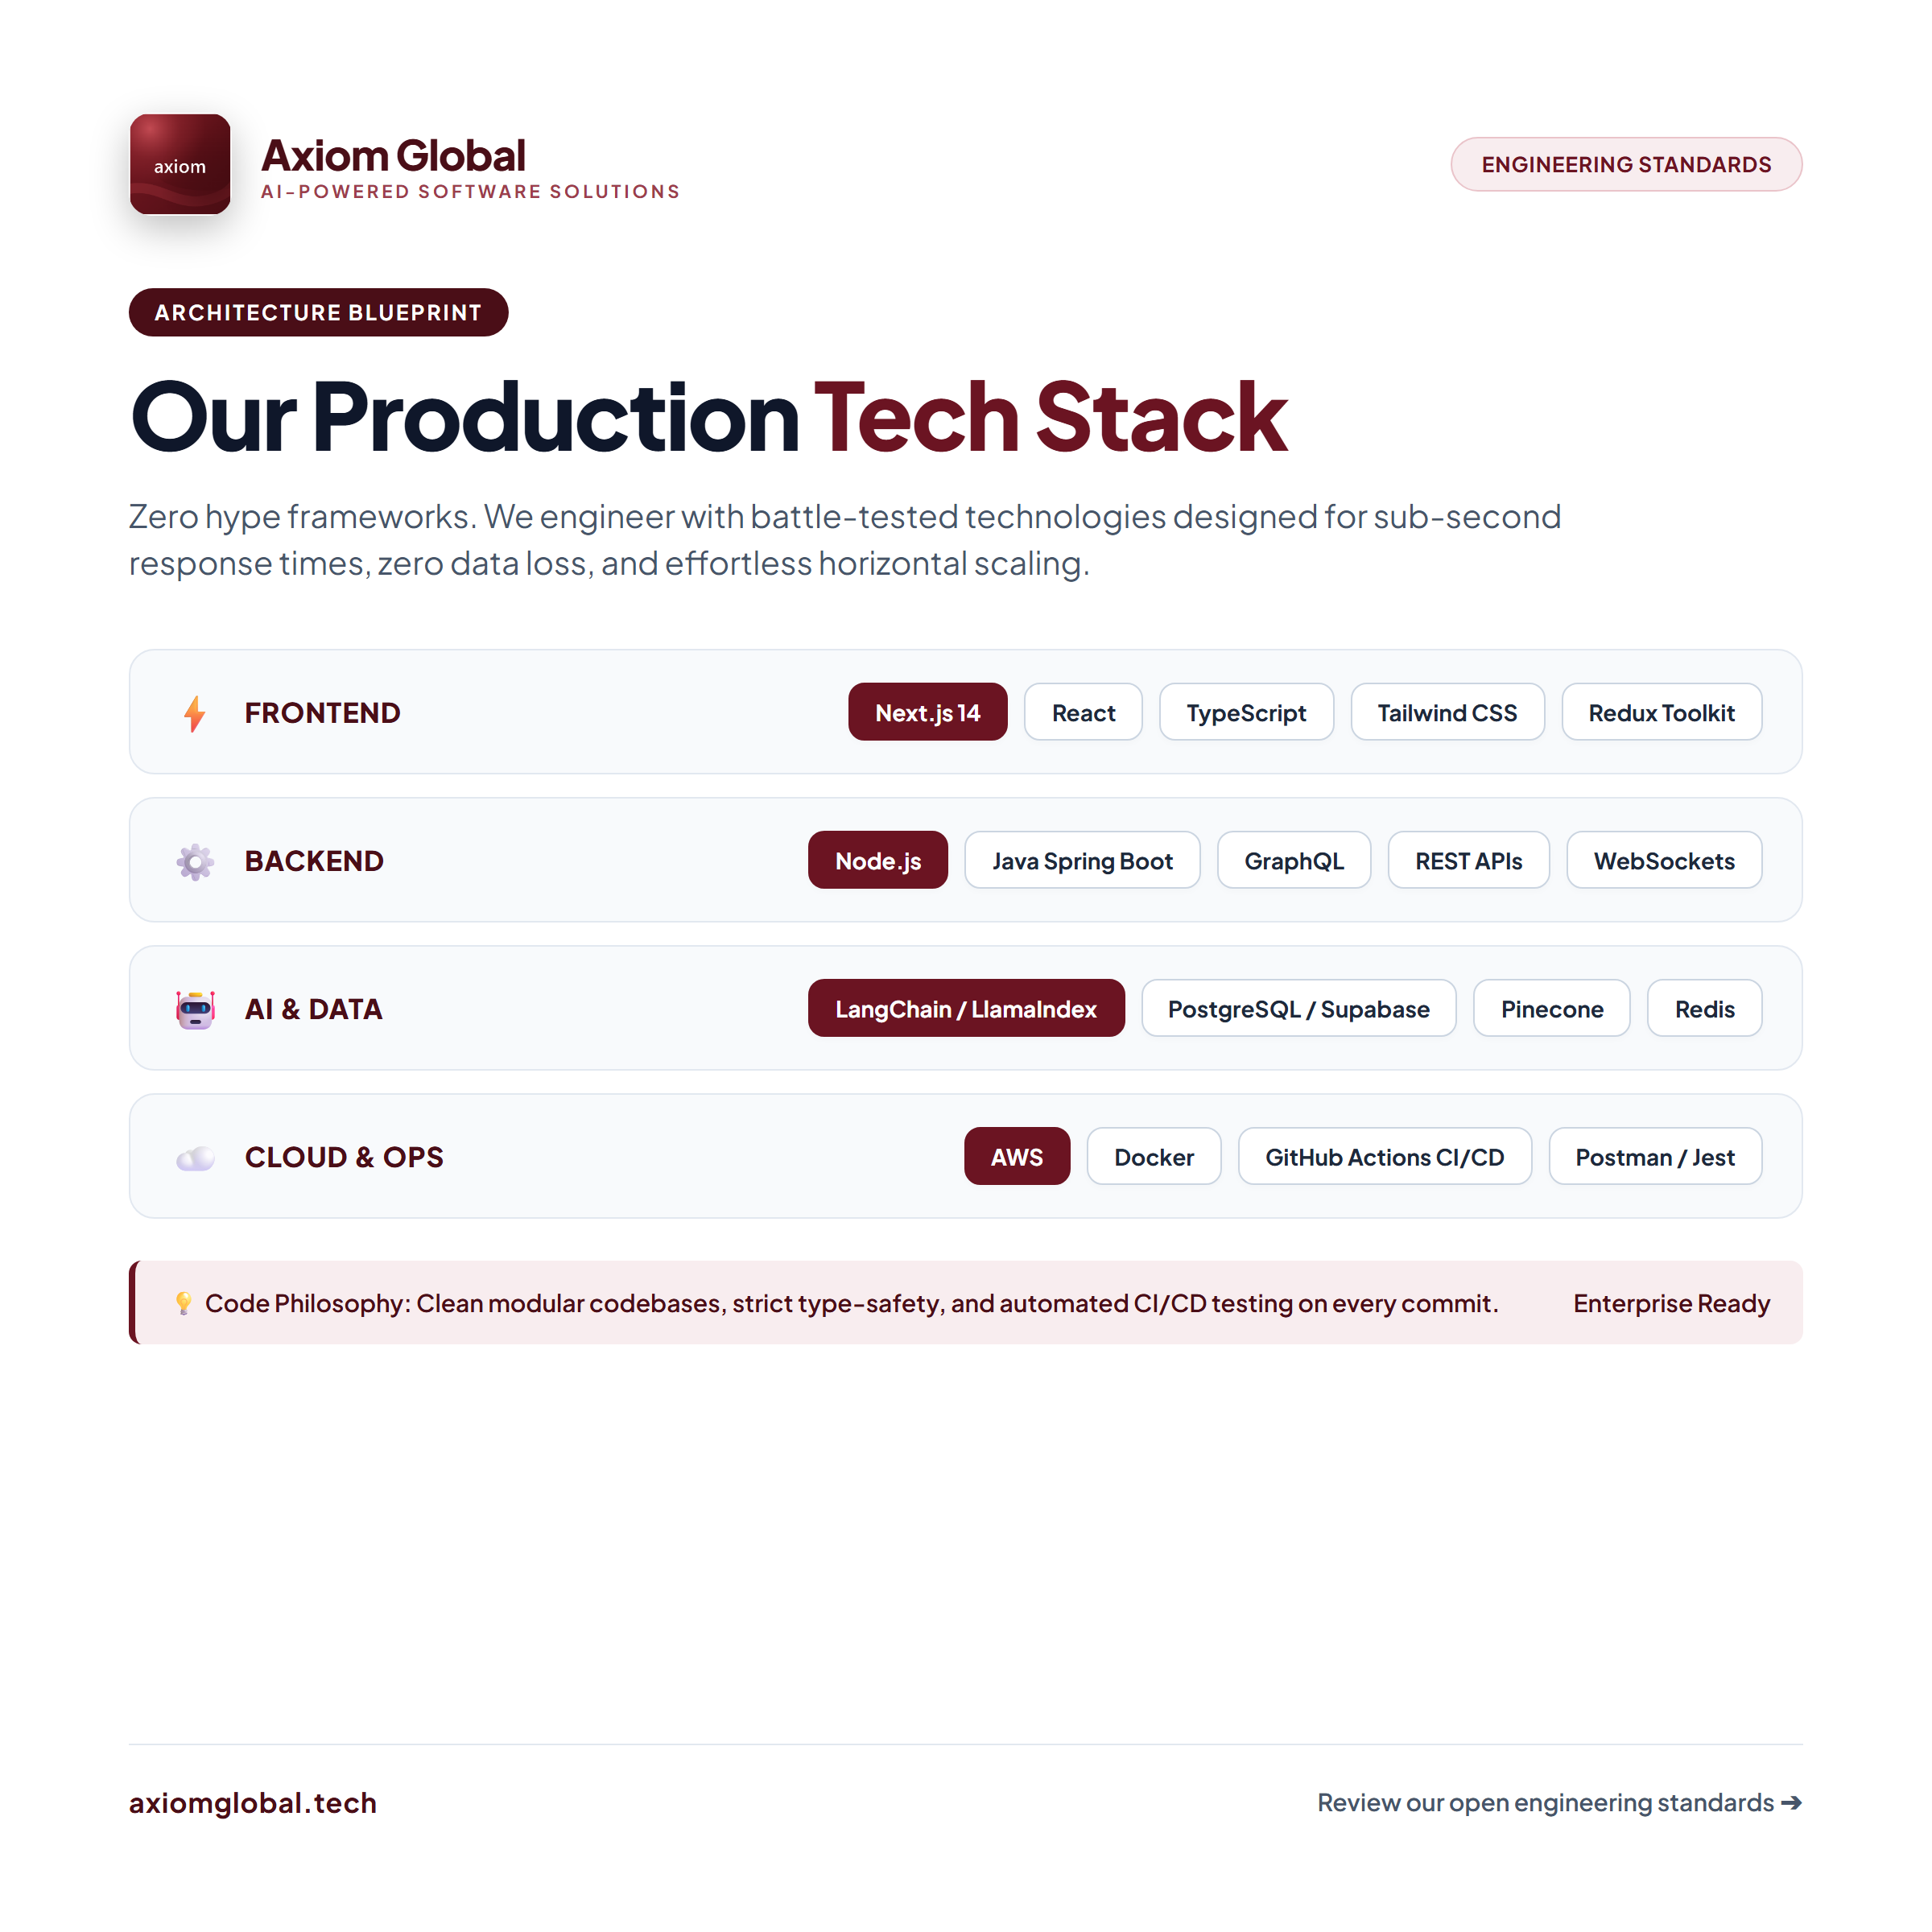 axiom
Axiom Global
AI-POWERED SOFTWARE SOLUTIONS
ENGINEERING STANDARDS
ARCHITECTURE BLUEPRINT
Our Production Tech Stack
Zero hype frameworks. We engineer with battle-tested technologies designed for sub-second
response times, zero data loss, and effortless horizontal scaling.
FRONTEND Next.js 14 React TypeScript Tailwind CSS Redux Toolkit
BACKEND Node.js Java Spring Boot GraphQL REST APIs WebSockets
AI & DATA LangChain / LlamaIndex PostgreSQL / Supabase Pinecone Redis
CLOUD & OPS AWS Docker GitHub Actions CI/CD Postman / Jest
💡 Code Philosophy: Clean modular codebases, strict type-safety, and automated CI/CD testing on every commit. Enterprise Ready
axiomglobal.tech
Review our open engineering standards ➔